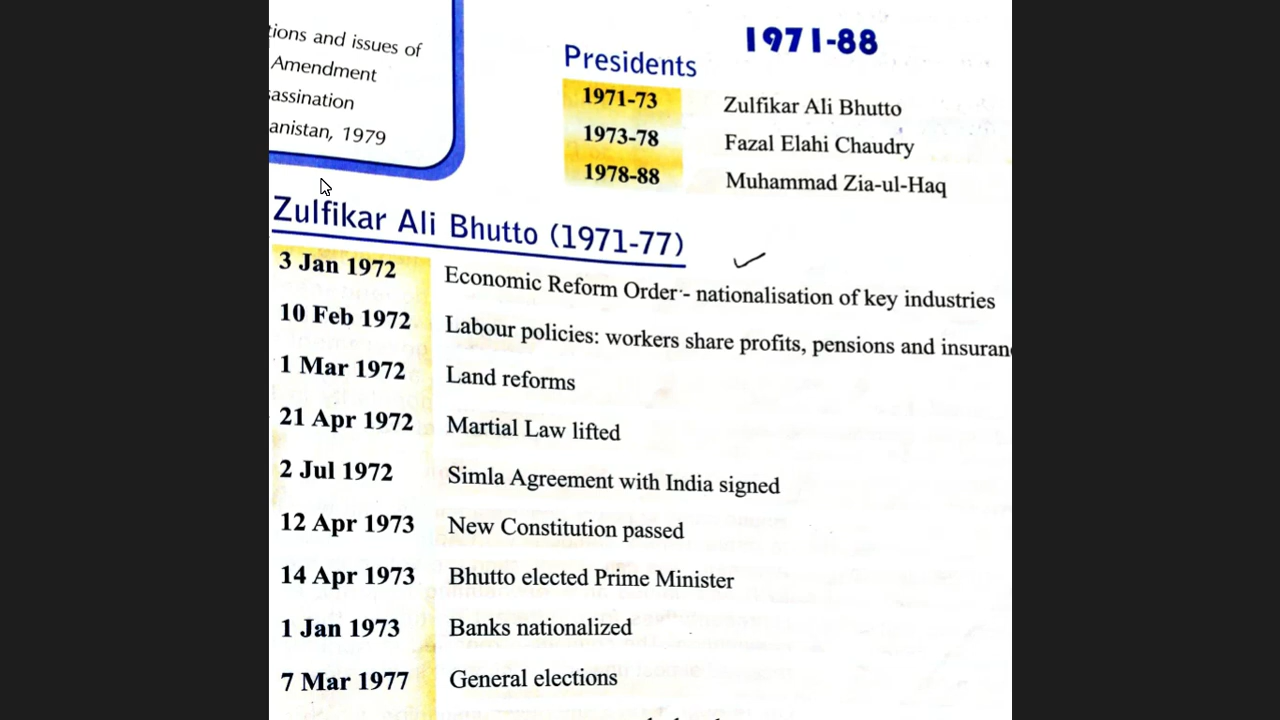 tions and issues of
Amendment
sassination
anistan, 1979
1971-88
Presidents
1971-73 Zulfikar Ali Bhutto
1973-78 Fazal Elahi Chaudry
1978-88 Muhammad Zia-ul-Haq
Zulfikar Ali Bhutto (1971-77)
3 Jan 1972 Economic Reform Order - nationalisation of key industries
10 Feb 1972 Labour policies: workers share profits, pensions and insuran
1 Mar 1972 Land reforms
21 Apr 1972 Martial Law lifted
2 Jul 1972 Simla Agreement with India signed
12 Apr 1973 New Constitution passed
14 Apr 1973 Bhutto elected Prime Minister
1 Jan 1973 Banks nationalized
7 Mar 1977 General elections